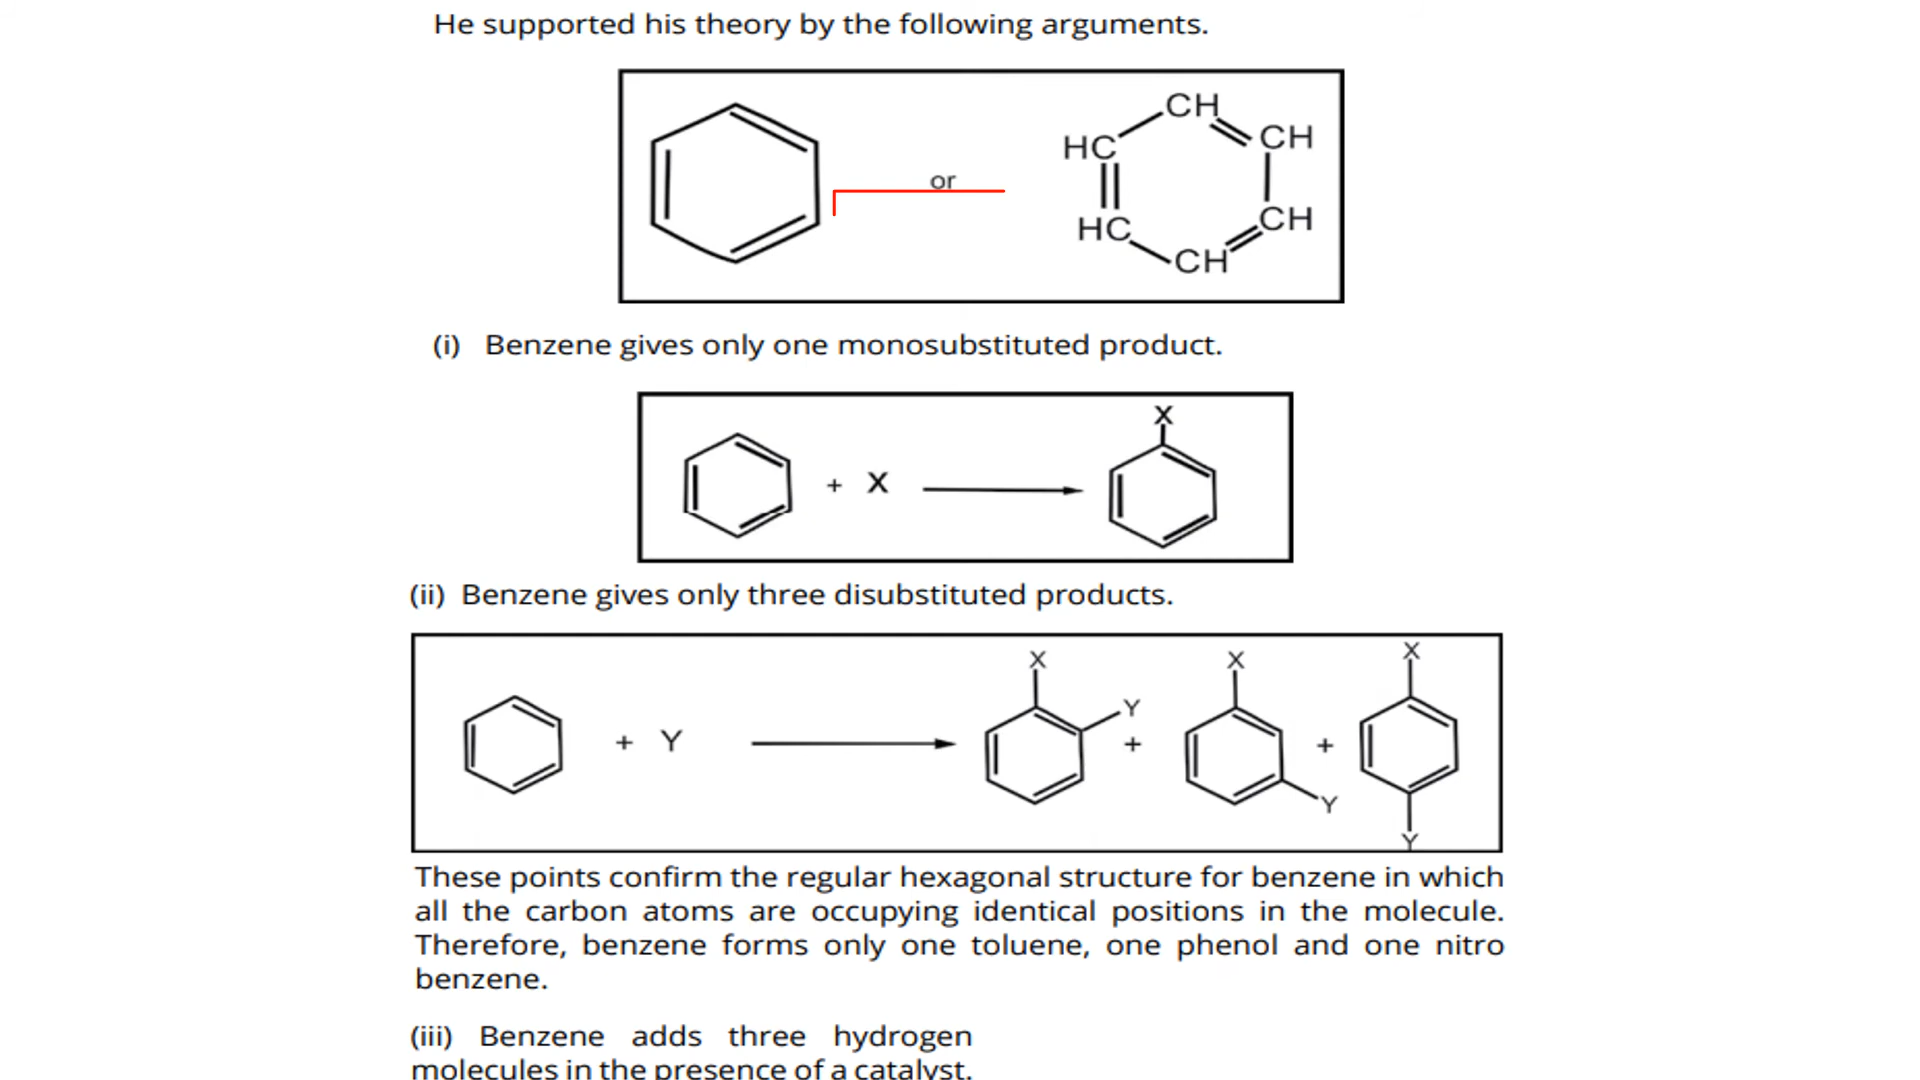 He supported his theory by the following arguments.
or
CH
HC CH
HC CH
CH
(i) Benzene gives only one monosubstituted product.
X
+ X
(ii) Benzene gives only three disubstituted products.
X X X
Y
+ Y + +
Y
Y
These points confirm the regular hexagonal structure for benzene in which
all the carbon atoms are occupying identical positions in the molecule.
Therefore, benzene forms only one toluene, one phenol and one nitro
benzene.
(iii) Benzene adds three hydrogen
molecules in the presence of a catalyst.